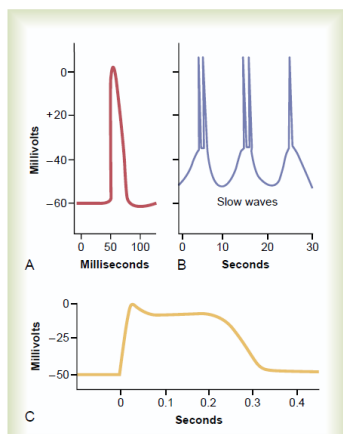 0
+20
−40
−60
Millivolts
0 50 100
Milliseconds
A
Slow waves
0 10 20 30
Seconds
B
0
−25
−50
Millivolts
0 0.1 0.2 0.3 0.4
Seconds
C